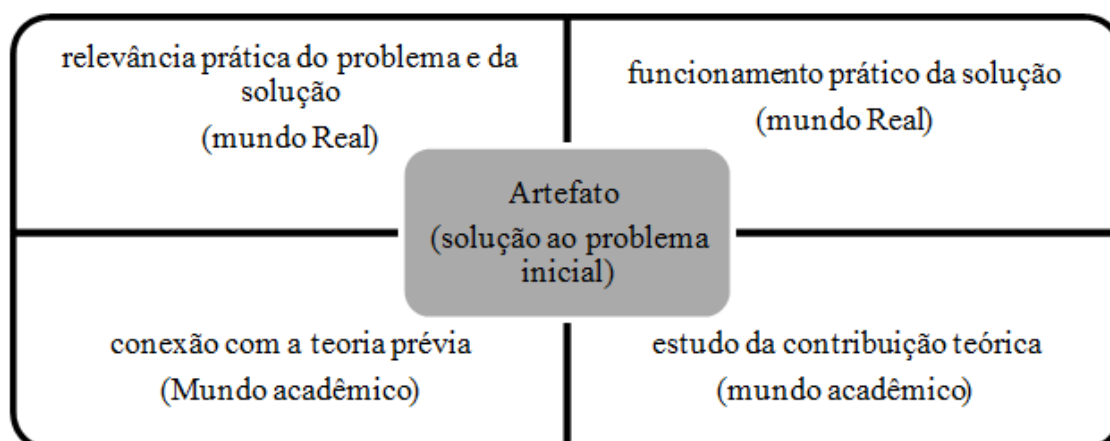 relevância prática do problema e da
solução
(mundo Real)
funcionamento prático da solução
(mundo Real)
Artefato
(solução ao problema
inicial)
conexão com a teoria prévia
(Mundo acadêmico)
estudo da contribuição teórica
(mundo acadêmico)